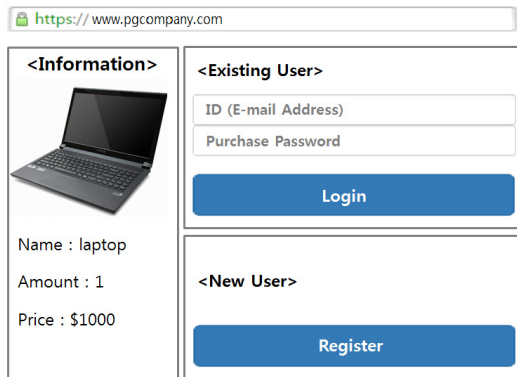 https:// www.pgcompany.com
<Information>
Name : laptop
Amount : 1
Price : $1000
<Existing User>
ID (E-mail Address)
Purchase Password
Login
<New User>
Register